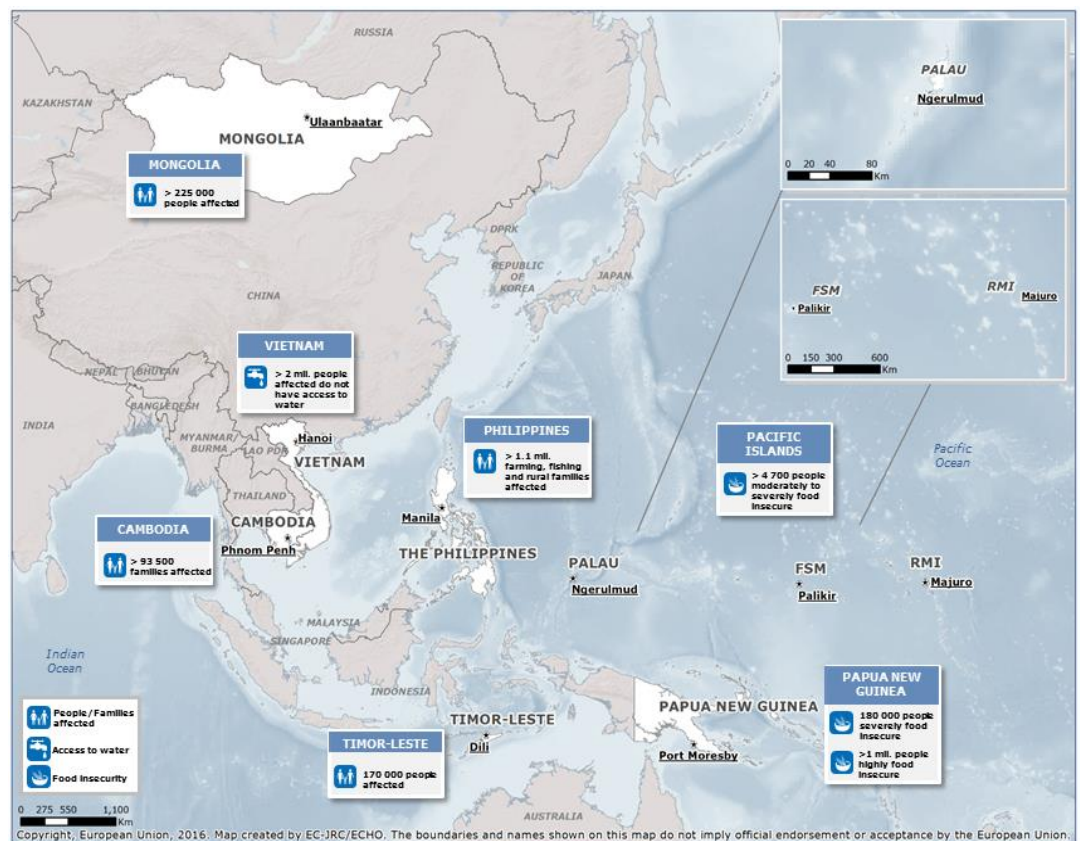 RUSSIA
KAZAKHSTAN
Ulaanbaatar
MONGOLIA
MONGOLIA
> 225 000
people affected
DPRK
REPUBLIC
OF
KOREA
JAPAN
CHINA
PALAU
Ngerulmud
0 20 40 80
Km
FSM
Palikir
RMI
Majuro
0 150 300 600
Km
VIETNAM
> 2 mil. people
affected do not
have access to
water
NEPAL
BHUTAN
BANGLADESH
INDIA
MYANMAR/
BURMA
LAO PDR
Hanoi
VIETNAM
THAILAND
PHILIPPINES
> 1.1 mil.
farming, fishing
and rural families
affected
PACIFIC
ISLANDS
> 4 700 people
moderately to
severely food
insecure
Pacific
Ocean
CAMBODIA
> 93 500
families affected
CAMBODIA
Phnom Penh
Manila
THE PHILIPPINES
PALAU
Ngerulmud
FSM
Palikir
RMI
Majuro
MALAYSIA
SINGAPORE
Indian
Ocean
INDONESIA
TIMOR-LESTE
Dili
TIMOR-LESTE
170 000 people
affected
PAPUA NEW GUINEA
Port Moresby
PAPUA NEW
GUINEA
180 000 people
severely food
insecure
>1 mil. people
highly food
insecure
People/Families
affected
Access to water
Food insecurity
0 275 550 1,100
Km
AUSTRALIA
Copyright, European Union, 2016. Map created by EC-JRC/ECHO. The boundaries and names shown on this map do not imply official endorsement or acceptance by the European Union.